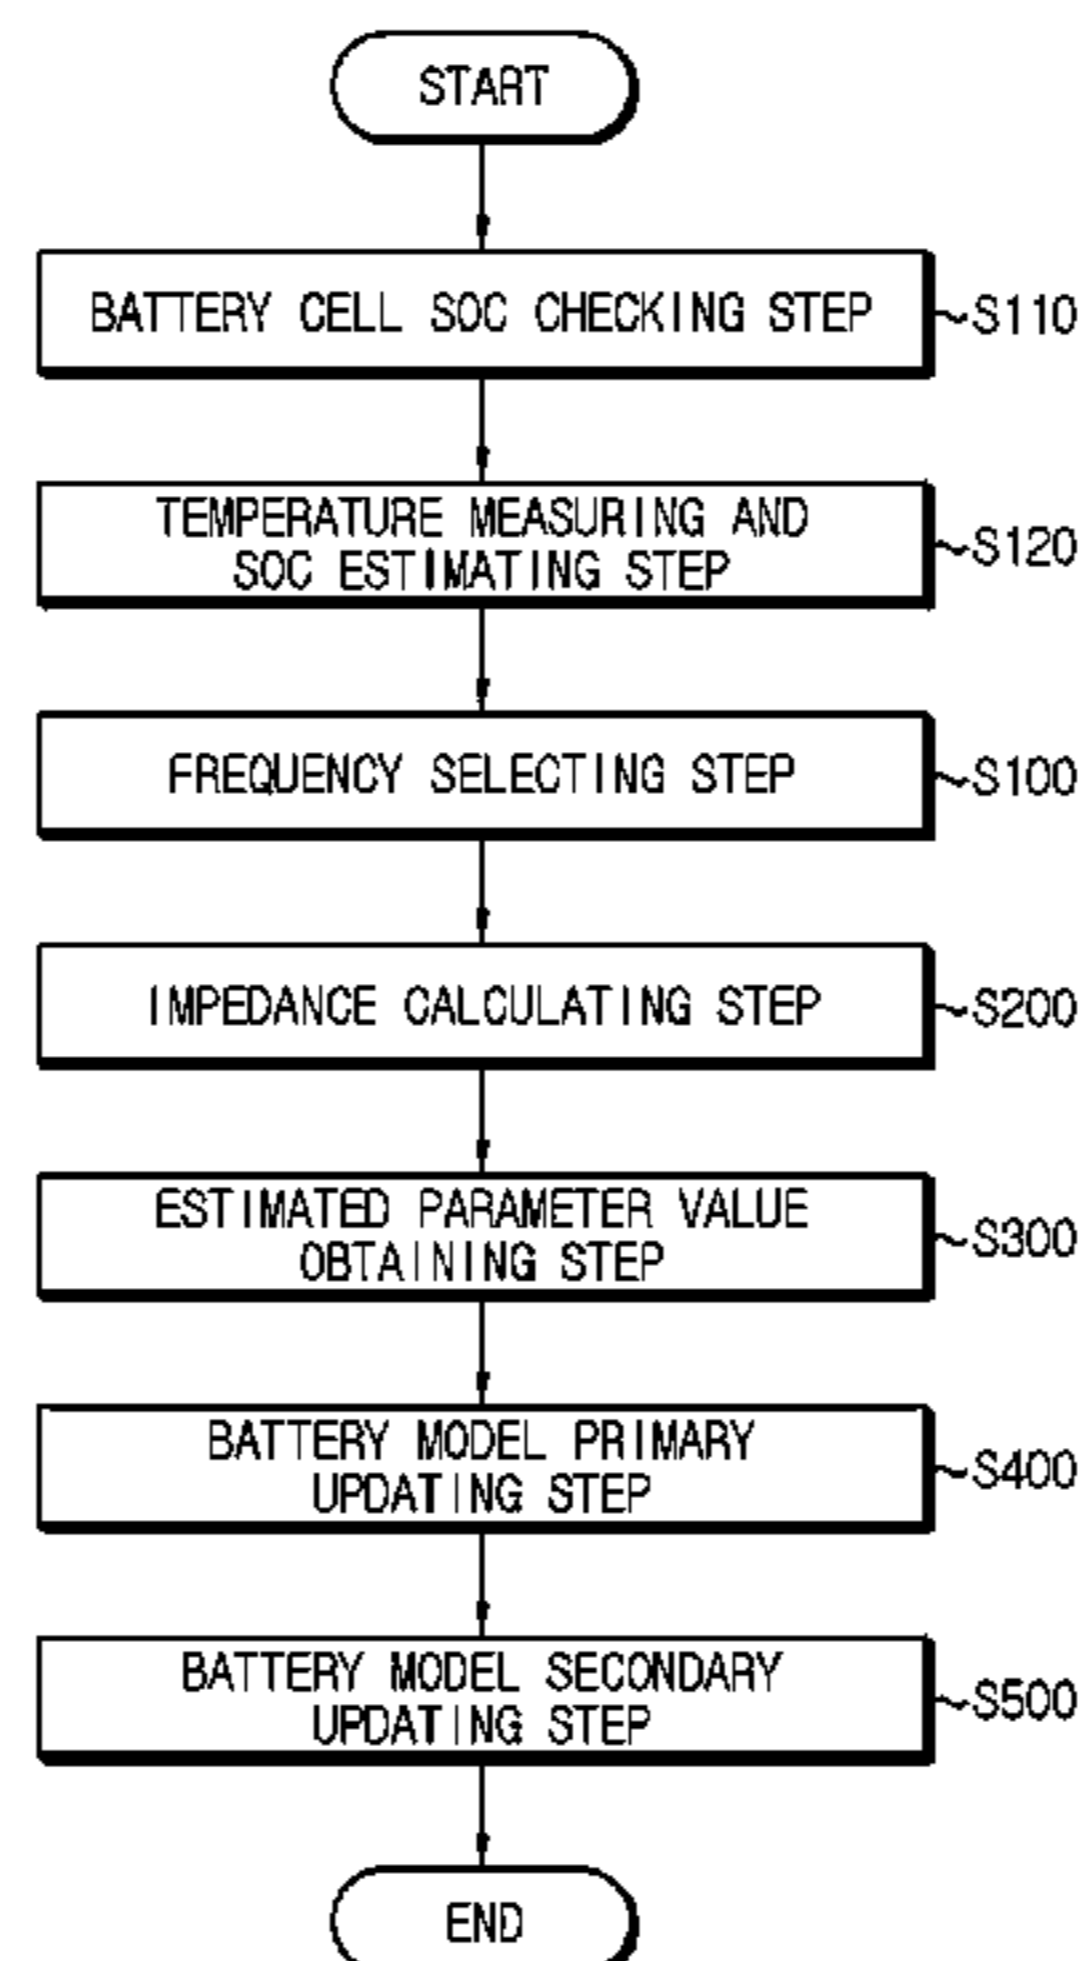 START
BATTERY CELL SOC CHECKING STEP
S110
TEMPERATURE MEASURING AND
SOC ESTIMATING STEP
S120
FREQUENCY SELECTING STEP
S100
IMPEDANCE CALCULATING STEP
S200
ESTIMATED PARAMETER VALUE
OBTAINING STEP
S300
BATTERY MODEL PRIMARY
UPDATING STEP
S400
BATTERY MODEL SECONDARY
UPDATING STEP
S500
END